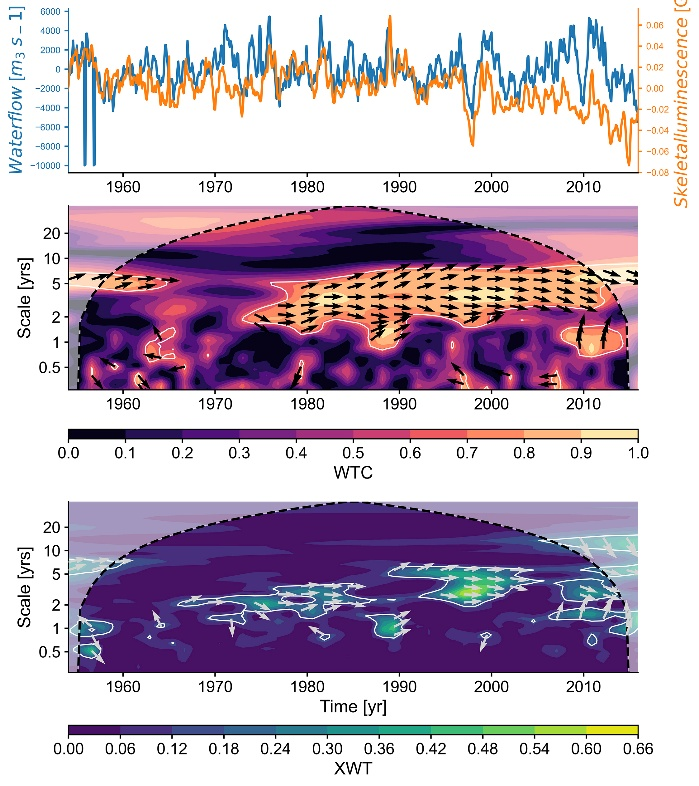 Waterflow [m3 s−1]
6000
4000
2000
0
−2000
−4000
−6000
−8000
−10000
0.06
0.04
0.02
0.00
−0.02
−0.04
−0.06
−0.08
Skeletalluminescence [G
1960 1970 1980 1990 2000 2010
Scale [yrs]
20
10
5
2
1
0.5
1960 1970 1980 1990 2000 2010
0.0 0.1 0.2 0.3 0.4 0.5 0.6 0.7 0.8 0.9 1.0
WTC
Scale [yrs]
20
10
5
2
1
0.5
1960 1970 1980 1990 2000 2010
Time [yr]
0.00 0.06 0.12 0.18 0.24 0.30 0.36 0.42 0.48 0.54 0.60 0.66
XWT